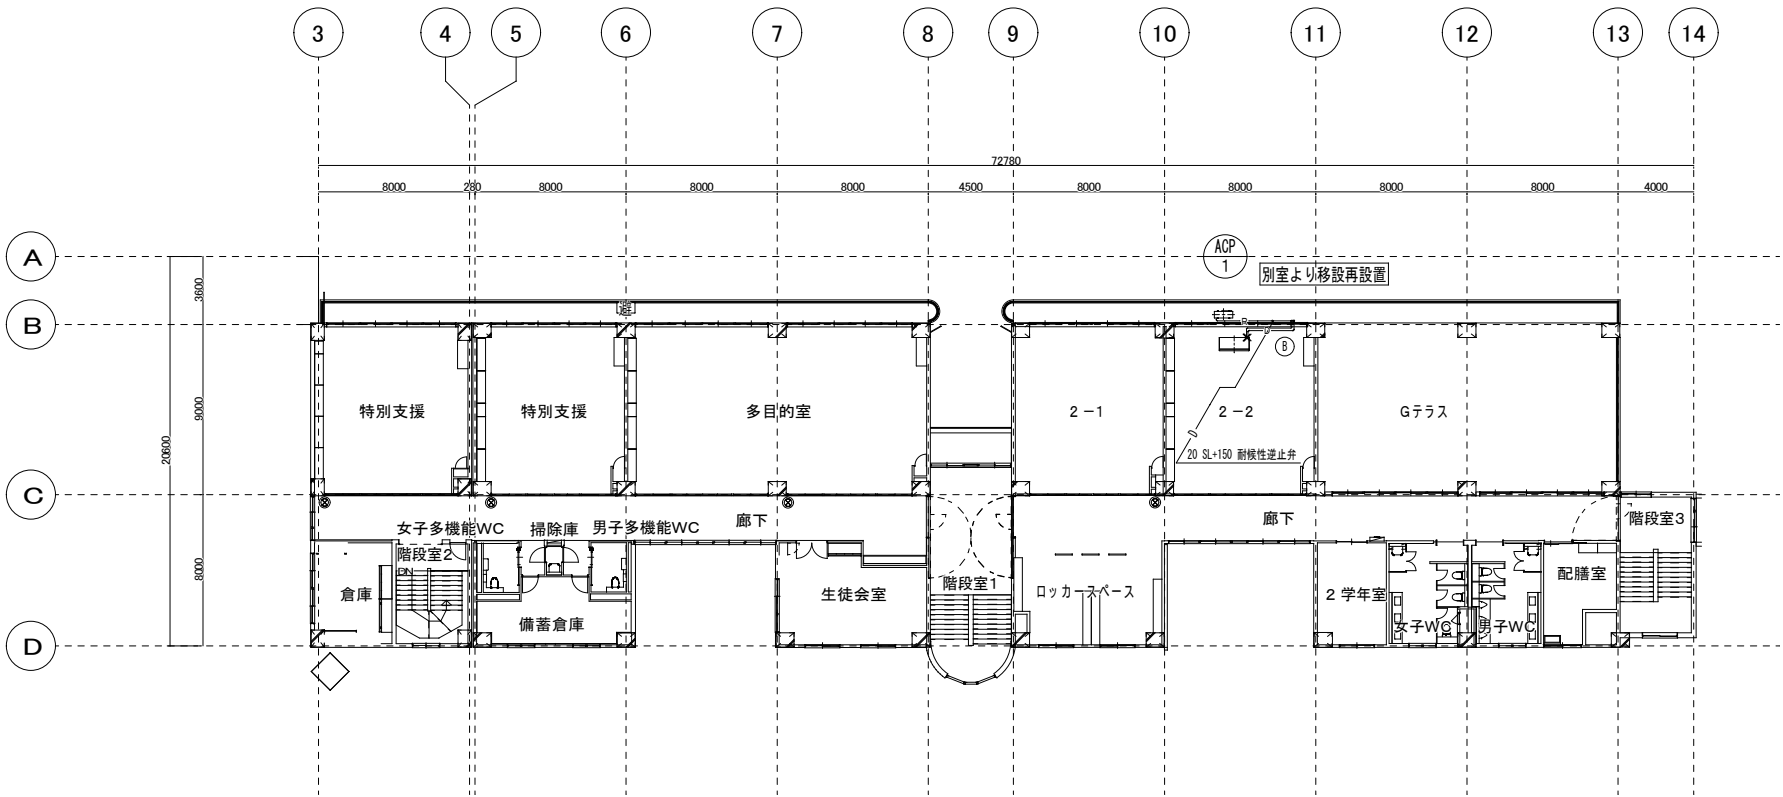 3 4 5 6 7 8 9 10 11 12 13 14
72780
8000 280 8000 8000 8000 4500 8000 8000 8000 8000 4000
A
ACP
1
別室より移設再設置
3600
避
B
R
D
B
9000
20600
特別支援 特別支援 多目的室 2-1 2-2 Gテラス
D
20 SL+150 耐候性逆止弁
C
女子多機能WC 掃除庫 男子多機能WC 廊下 廊下 階段室3
階段室2
DN
8000
倉庫 備蓄倉庫 生徒会室 階段室1 ロッカースペース 2学年室 女子WC 男子WC 配膳室
D